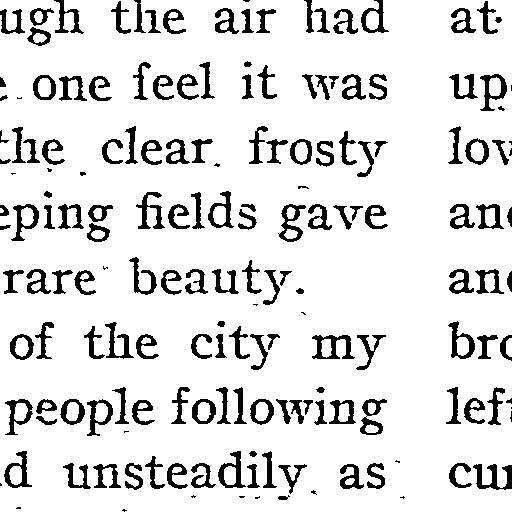 ugh the air had
one feel it was
the clear frosty
eping fields gave
rare beauty.
of the city my
people following
d unsteadily as
at
up
lov
and
and
bro
left
cur